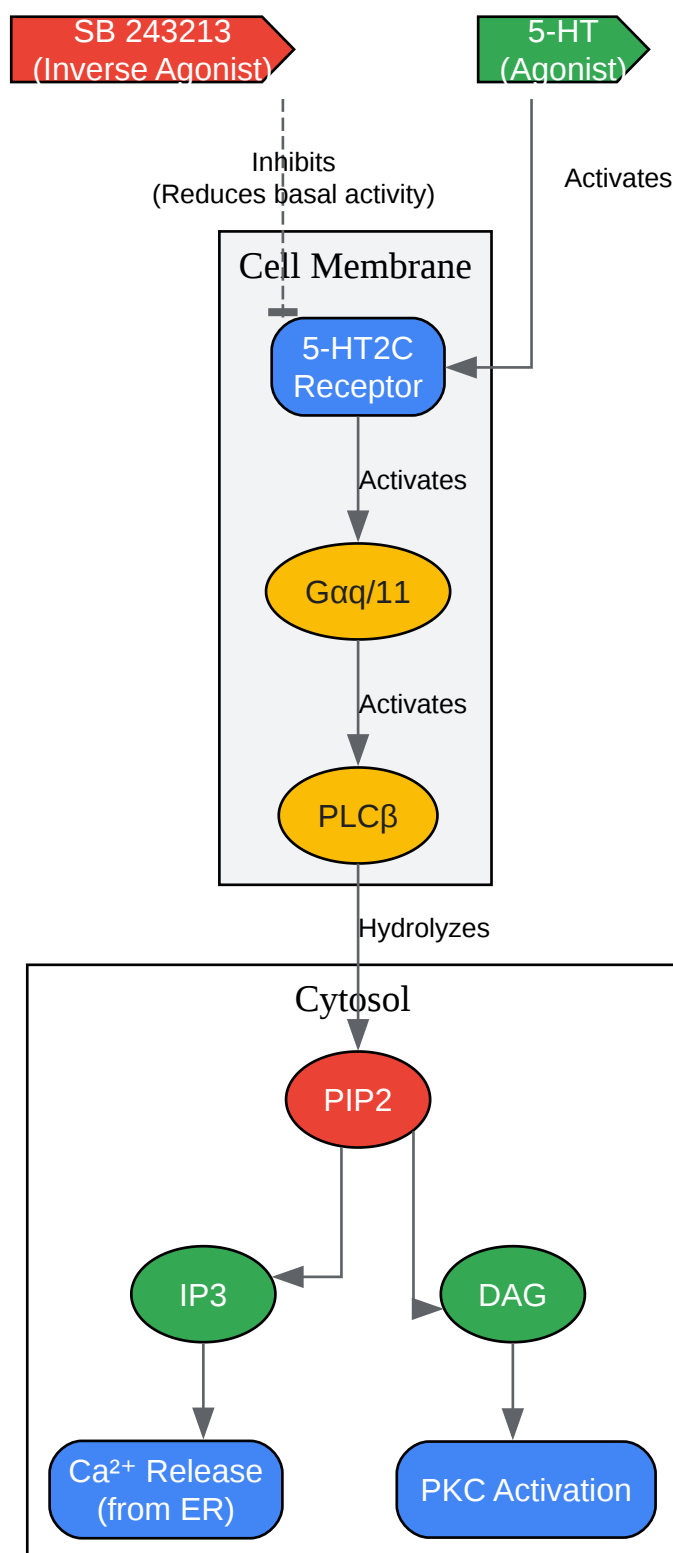 SB 243213
(Inverse Agonist)
5-HT
(Agonist)
Inhibits
(Reduces basal activity)
Activates
Cell Membrane
5-HT2C
Receptor
Activates
Gαq/11
Activates
PLCβ
Hydrolyzes
Cytosol
PIP2
IP3
DAG
Ca²⁺ Release
(from ER)
PKC Activation